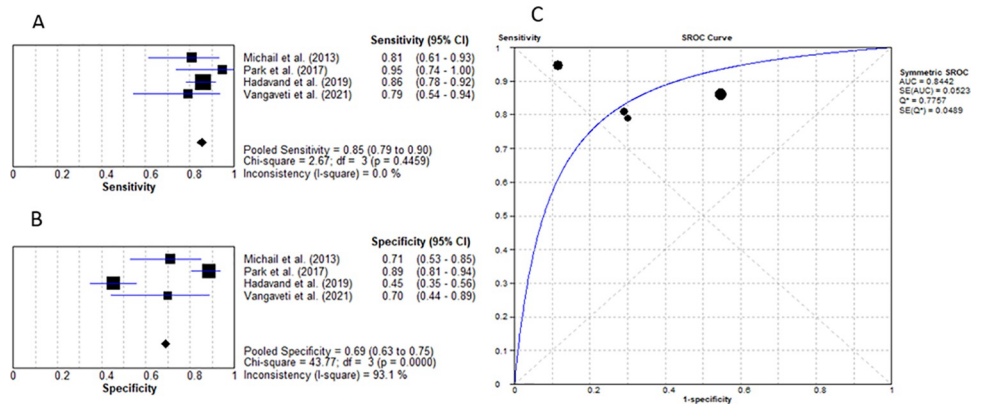 A
Sensitivity (95% CI)
Michail et al. (2013) 0.81 (0.61 - 0.93)
Park et al. (2017) 0.95 (0.74 - 1.00)
Hadavand et al. (2019) 0.86 (0.78 - 0.92)
Vangaveti et al. (2021) 0.79 (0.54 - 0.94)
Pooled Sensitivity = 0.85 (0.79 to 0.90)
Chi-square = 2.67; df = 3 (p = 0.4459)
Inconsistency (I-square) = 0.0 %
0 0.2 0.4 0.6 0.8 1
Sensitivity
B
Specificity (95% CI)
Michail et al. (2013) 0.71 (0.53 - 0.85)
Park et al. (2017) 0.89 (0.81 - 0.94)
Hadavand et al. (2019) 0.45 (0.35 - 0.56)
Vangaveti et al. (2021) 0.70 (0.44 - 0.89)
Pooled Specificity = 0.69 (0.63 to 0.75)
Chi-square = 43.77; df = 3 (p = 0.0000)
Inconsistency (I-square) = 93.1 %
0 0.2 0.4 0.6 0.8 1
Specificity
C
Sensitivity
SROC Curve
1
0.9
0.8
0.7
0.6
0.5
0.4
0.3
0.2
0.1
0
0.2 0.4 0.6 0.8 1
1-specificity
Symmetric SROC
AUC = 0.8442
SE(AUC) = 0.0523
Q* = 0.7757
SE(Q*) = 0.0489